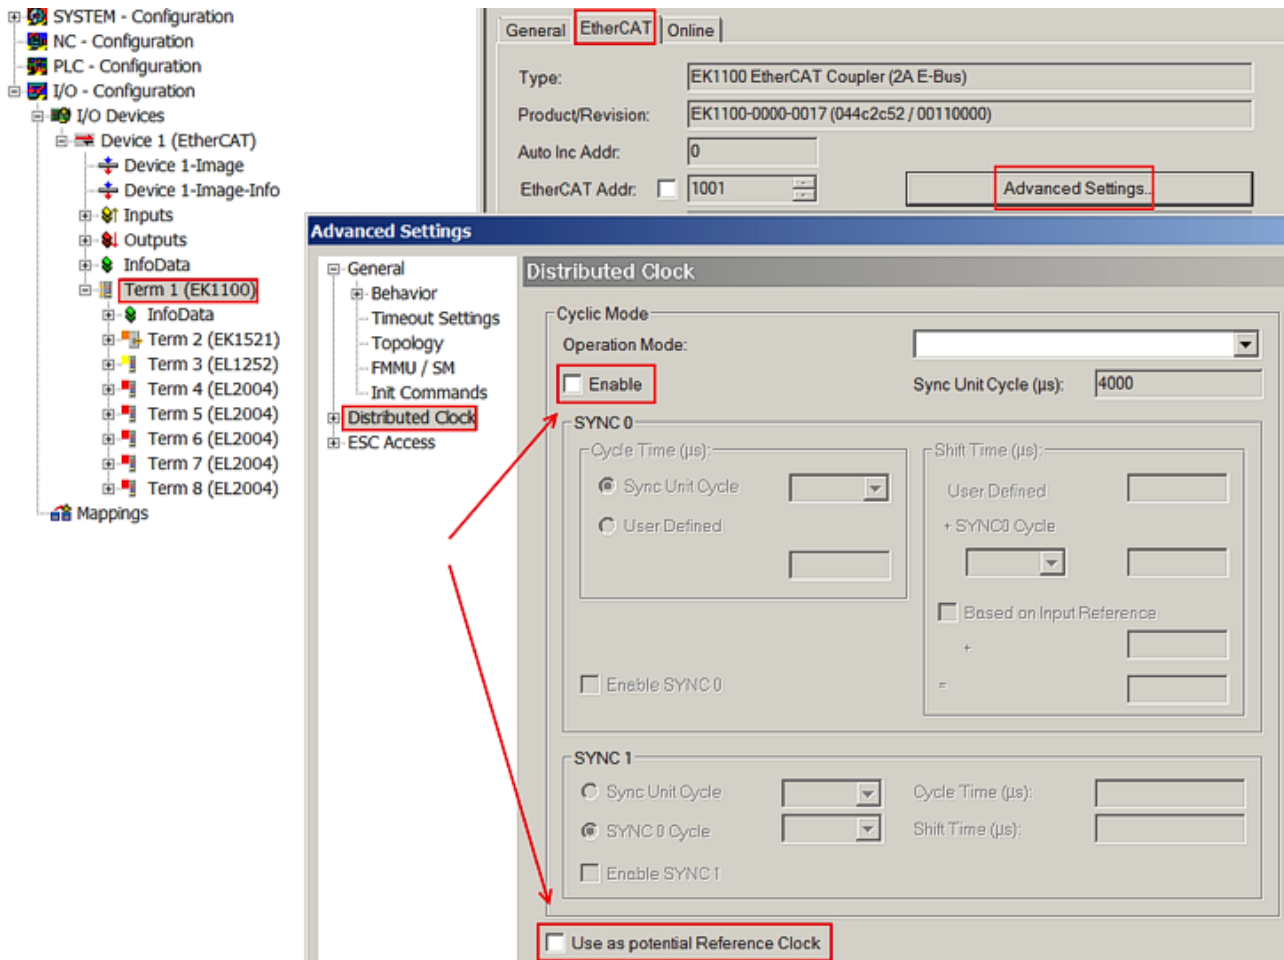 SYSTEM - Configuration
NC - Configuration
PLC - Configuration
I/O - Configuration
I/O Devices
Device 1 (EtherCAT)
Device 1-Image
Device 1-Image-Info
Inputs
Outputs
InfoData
Term 1 (EK1100)
InfoData
Term 2 (EK1521)
Term 3 (EL1252)
Term 4 (EL2004)
Term 5 (EL2004)
Term 6 (EL2004)
Term 7 (EL2004)
Term 8 (EL2004)
Mappings
General EtherCAT Online
Type: EK1100 EtherCAT Coupler (2A E-Bus)
Product/Revision: EK1100-0000-0017 (044c2c52 / 00110000)
Auto Inc Addr: 0
EtherCAT Addr: 1001 Advanced Settings..
Advanced Settings
General
Behavior
Timeout Settings
Topology
FMMU / SM
Init Commands
Distributed Clock
ESC Access
Distributed Clock
Cyclic Mode
Operation Mode:
Enable Sync Unit Cycle (µs): 4000
SYNC 0
Cycle Time (µs):
Sync Unit Cycle
User Defined
Enable SYNC 0
Shift Time (µs):
User Defined
+ SYNC0 Cycle
Based on Input Reference
+
=
SYNC 1
Sync Unit Cycle Cycle Time (µs):
SYNC 0 Cycle Shift Time (µs):
Enable SYNC 1
Use as potential Reference Clock